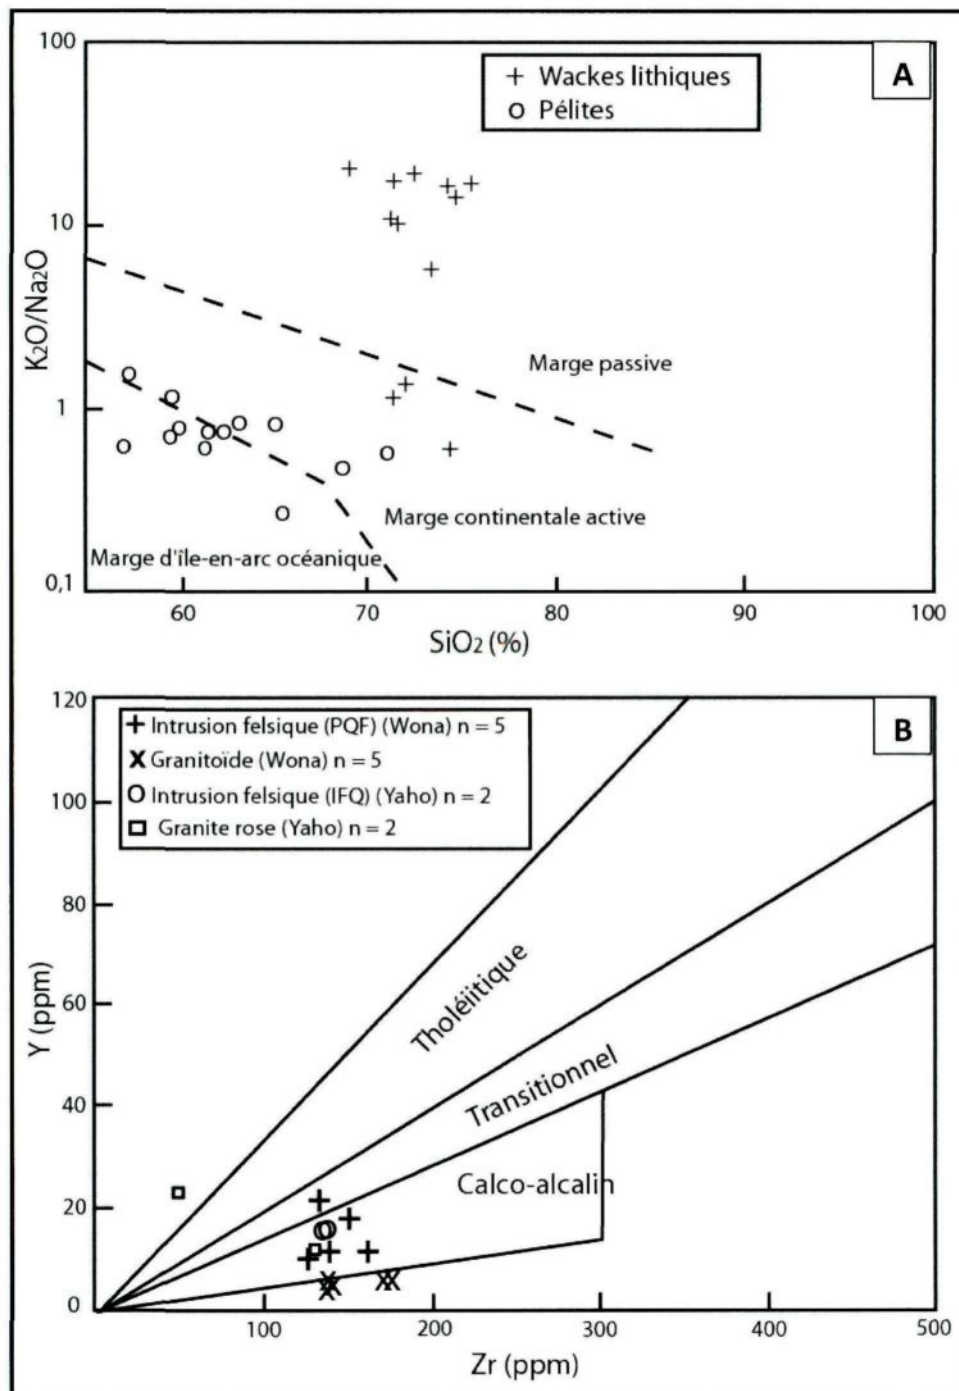 100
A
+ Wackes lithiques
o Pélites
10
K2O/Na2O
Marge passive
1
Marge continentale active
Marge d'île-en-arc océanique
0,1
60
70
80
90
100
SiO2 (%)
120
B
+ Intrusion felsique (PQF) (Wona) n = 5
x Granitoïde (Wona) n = 5
O Intrusion felsique (IFQ) (Yaho) n = 2
□ Granite rose (Yaho) n = 2
100
80
Tholéiitique
60
Y (ppm)
Transitionnel
40
Calco-alcalin
20
0
100
200
300
400
500
Zr (ppm)